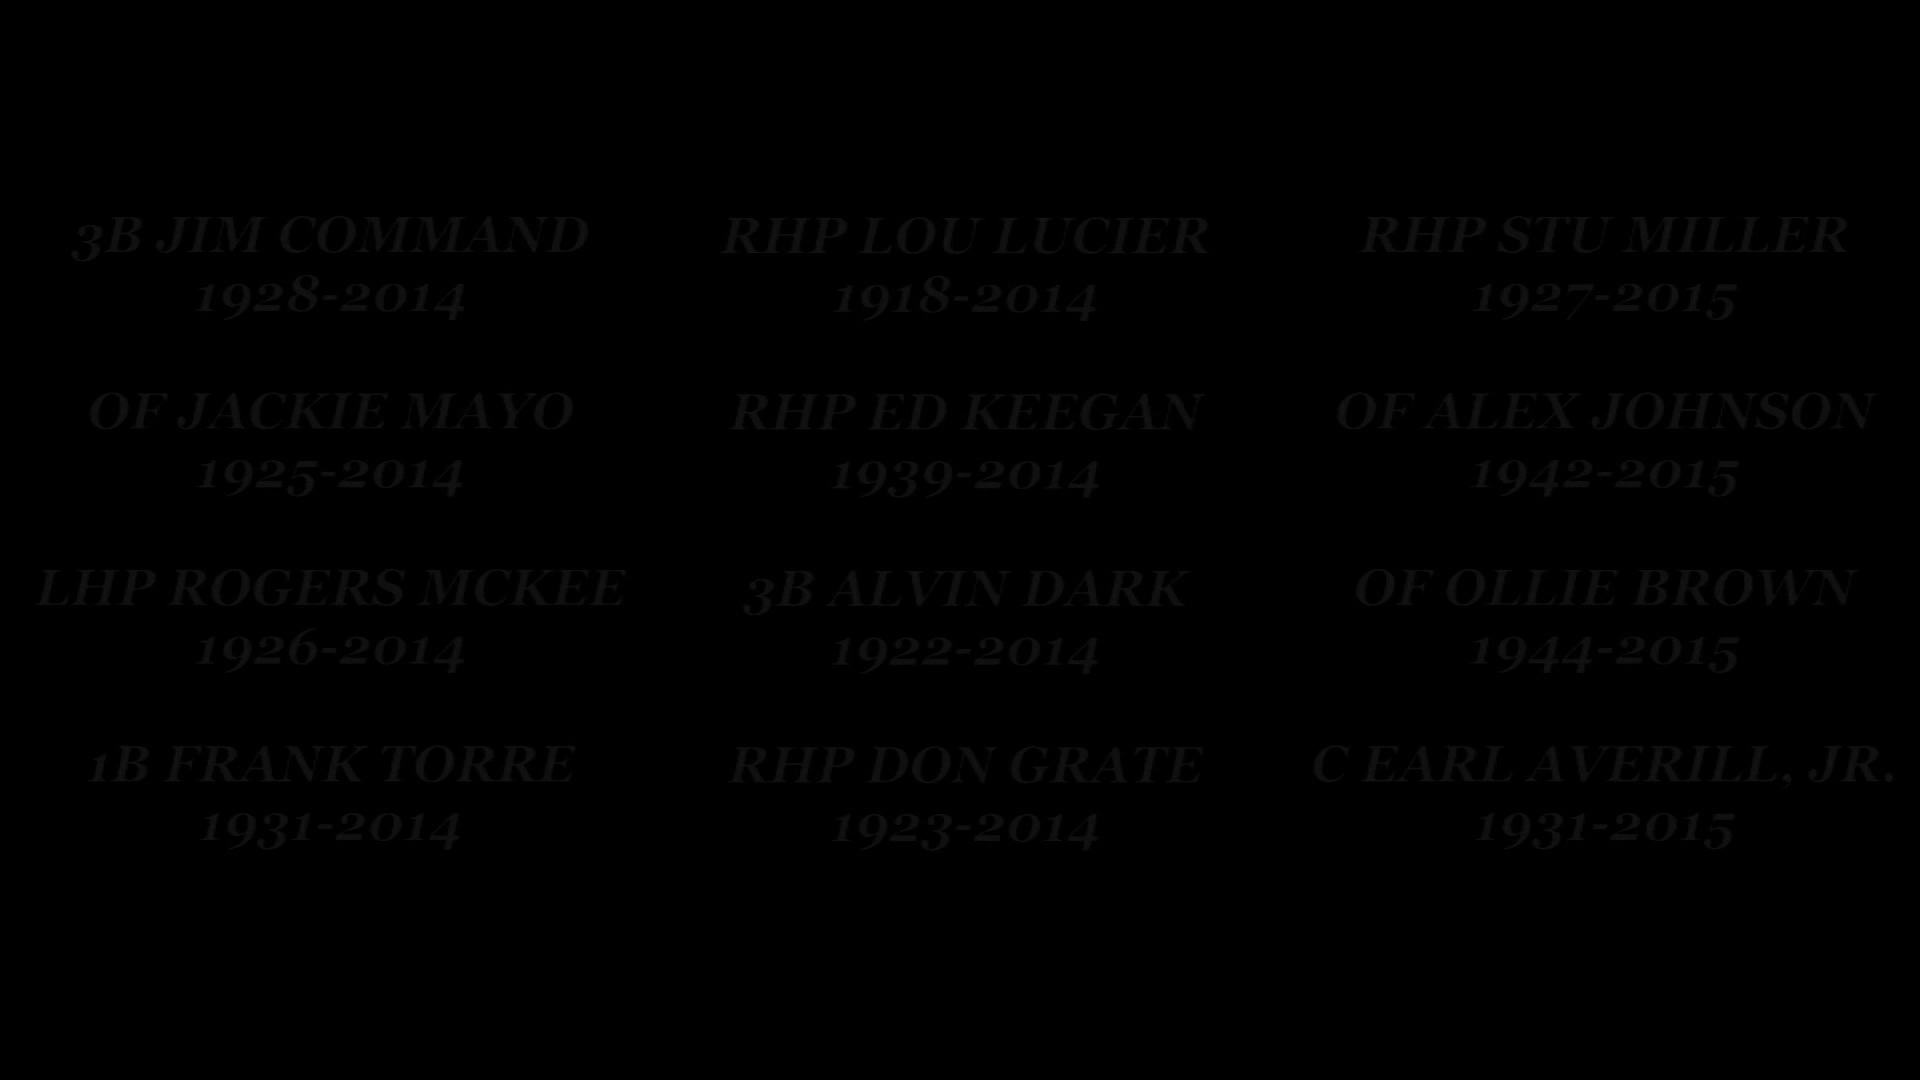 3B JIM COMMAND
1928-2014
OF JACKIE MAYO
1925-2014
LHP ROGERS MCKEE
1926-2014
1B FRANK TORRE
1931-2014
RHP LOU LUCIER
1918-2014
RHP ED KEEGAN
1939-2014
3B ALVIN DARK
1922-2014
RHP DON GRATE
1923-2014
RHP STU MILLER
1927-2015
OF ALEX JOHNSON
1942-2015
OF OLLIE BROWN
1944-2015
C EARL AVERILL, JR.
1931-2015